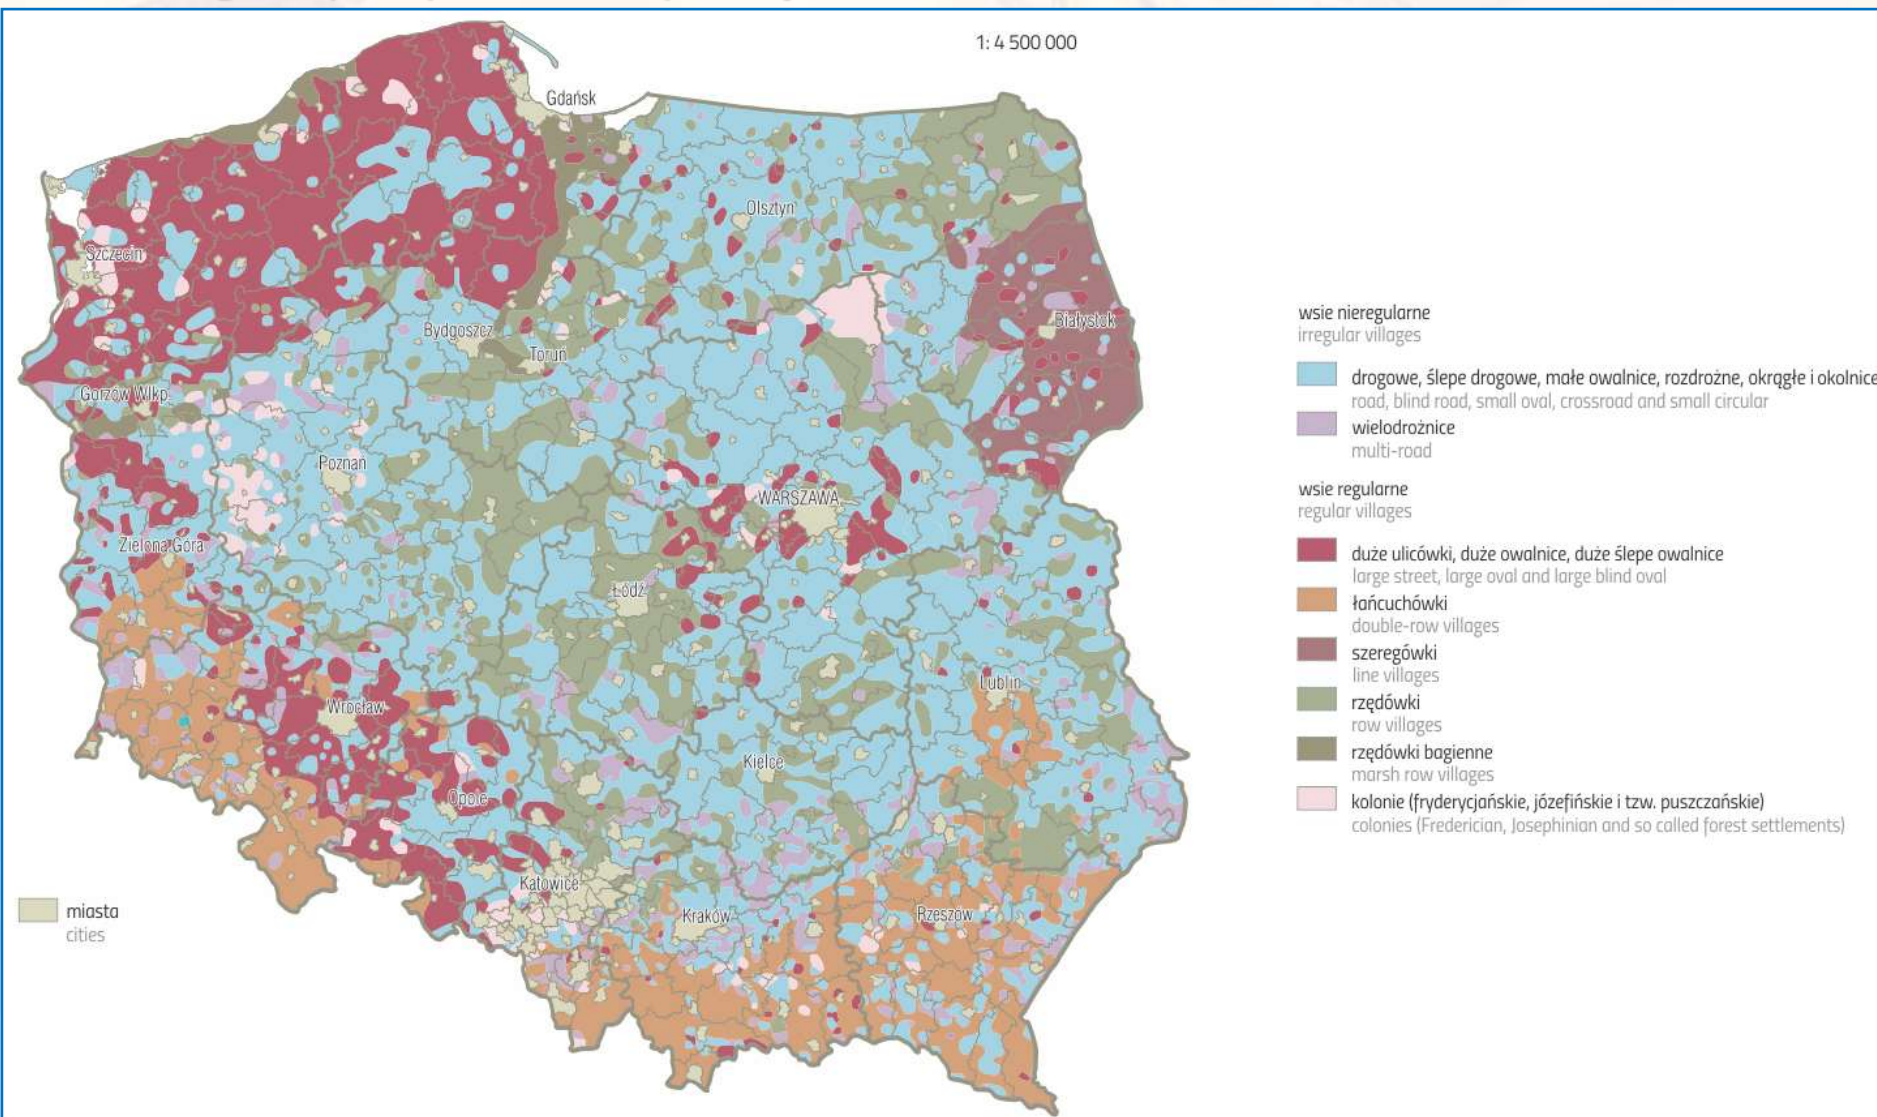 1: 4 500 000
Gdańsk
Olsztyn
Szczecin
Białystok
Bydgoszcz
Toruń
Gorzów Wlkp.
Poznań
WARSZAWA
Zielona Góra
Łódź
Lublin
Wrocław
Kielce
Opole
Katowice
Kraków
Rzeszów
miasta
cities
wsie nieregularne
irregular villages
drogowe, ślepe drogowe, małe owalnice, rozdrożne, okrągłe i okolnice
road, blind road, small oval, crossroad and small circular
wielodrożnice
multi-road
wsie regularne
regular villages
duże ulicówki, duże owalnice, duże ślepe owalnice
large street, large oval and large blind oval
łańcuchówki
double-row villages
szeregówki
line villages
rzędówki
row villages
rzędówki bagienne
marsh row villages
kolonie (fryderycjańskie, józefińskie i tzw. puszczańskie)
colonies (Frederician, Josephinian and so called forest settlements)